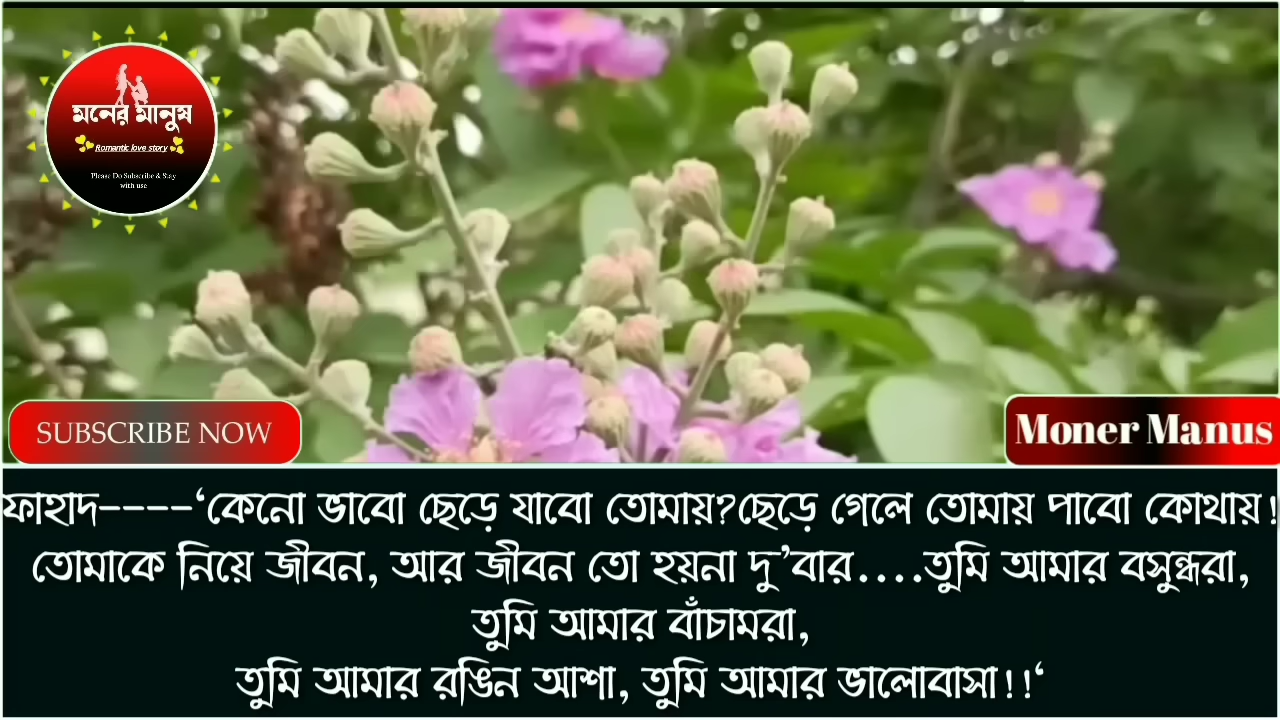 মনের মানুষ
Romantic love story
Please Do Subscribe & Stay
with use
SUBSCRIBE NOW
Moner Manus
ফাহাদ----‘কেনো ভাবো ছেড়ে যাবো তোমায়?ছেড়ে গেলে তোমায় পাবো কোথায়!
তোমাকে নিয়ে জীবন, আর জীবন তো হয়না দু’বার....তুমি আমার বসুন্ধরা,
তুমি আমার বাঁচামরা,
তুমি আমার রঙিন আশা, তুমি আমার ভালোবাসা!!‘